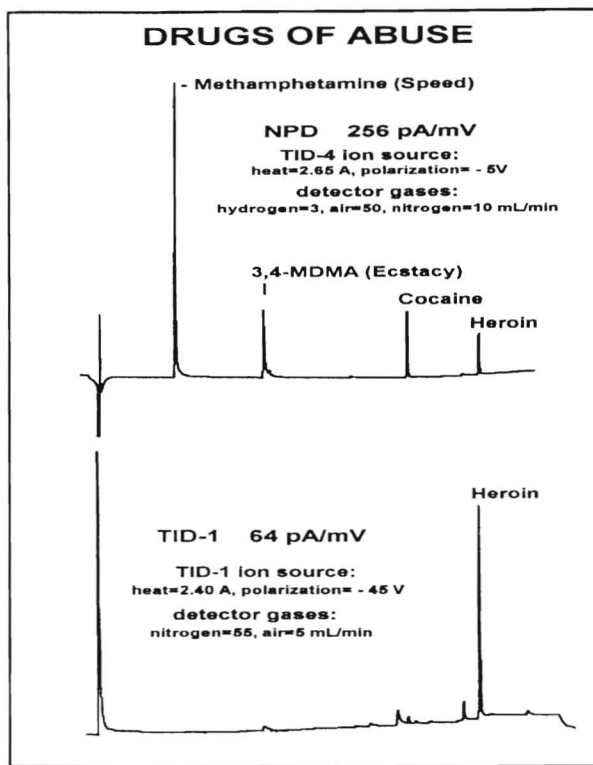 DRUGS OF ABUSE
- Methamphetamine (Speed)
NPD 256 pA/mV
TID-4 ion source:
heat=2.65 A, polarization= - 5V
detector gases:
hydrogen=3, air=50, nitrogen=10 mL/min
3,4-MDMA (Ecstacy)
Cocaine
Heroin
Heroin
TID-1 64 pA/mV
TID-1 ion source:
heat=2.40 A, polarization= - 45 V
detector gases:
nitrogen=55, air=5 mL/min